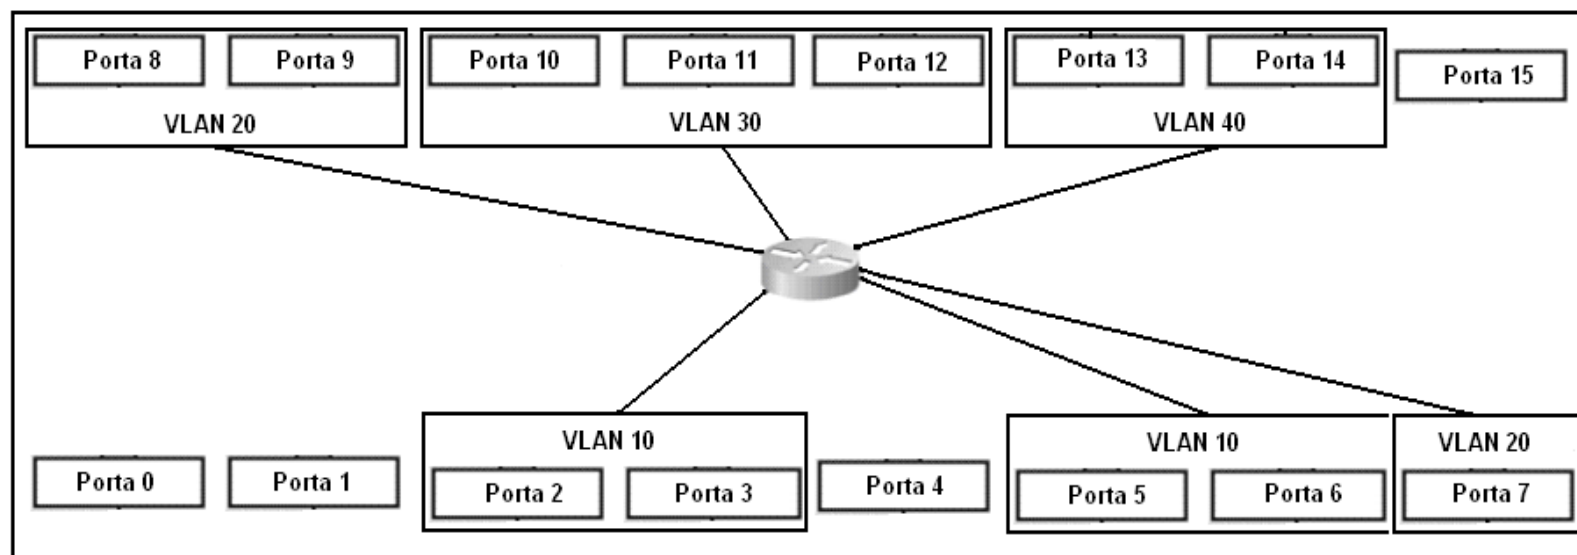 Porta 8
Porta 9
Porta 10
Porta 11
Porta 12
Porta 13
Porta 14
Porta 15
VLAN 20
VLAN 30
VLAN 40
VLAN 10
VLAN 10
VLAN 20
Porta 0
Porta 1
Porta 2
Porta 3
Porta 4
Porta 5
Porta 6
Porta 7